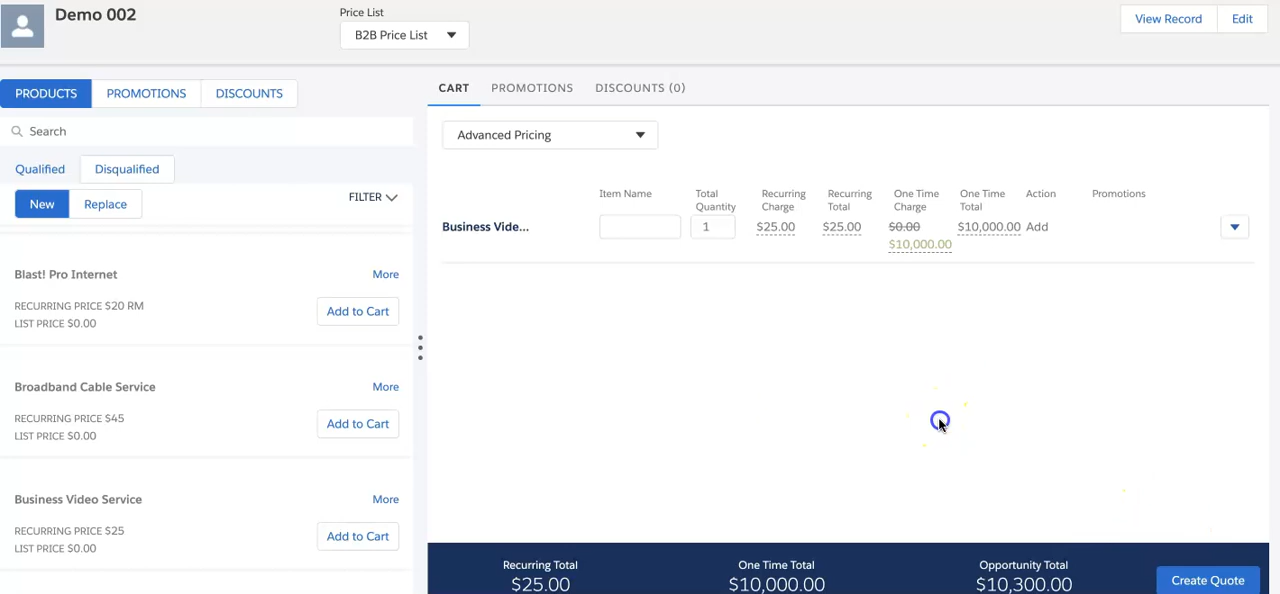 Demo 002
Price List
B2B Price List
View Record
Edit
PRODUCTS
PROMOTIONS
DISCOUNTS
Search
Qualified
Disqualified
New
Replace
FILTER
Blast! Pro Internet
More
RECURRING PRICE $20 RM
LIST PRICE $0.00
Add to Cart
Broadband Cable Service
More
RECURRING PRICE $45
LIST PRICE $0.00
Add to Cart
Business Video Service
More
RECURRING PRICE $25
LIST PRICE $0.00
Add to Cart
CART
PROMOTIONS
DISCOUNTS (0)
Advanced Pricing
Item Name
Total
Quantity
Recurring
Charge
Recurring
Total
One Time
Charge
One Time
Total
Action
Promotions
Business Vide...
1
$25.00
$25.00
$0.00
$10,000.00
$10,000.00
Add
Recurring Total
$25.00
One Time Total
$10,000.00
Opportunity Total
$10,300.00
Create Quote